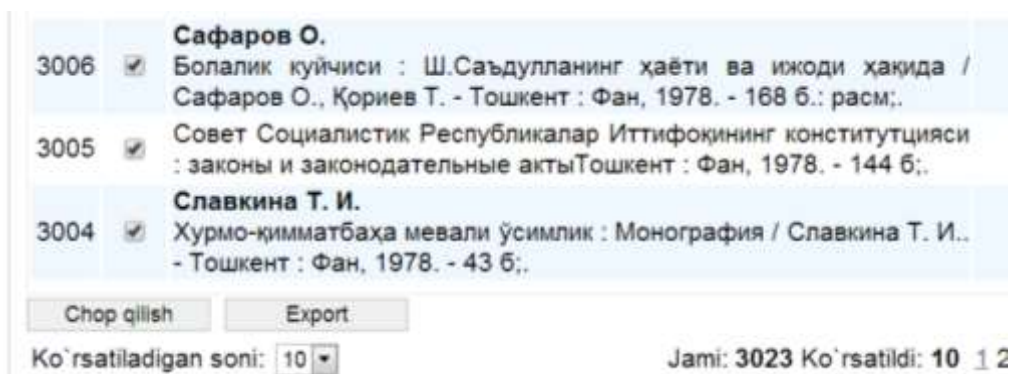 Сафаров О.
3006 Болалик куйчиси : Ш.Саъдулланинг ҳаёти ва ижоди ҳақида /
Сафаров О., Қориев Т. - Тошкент : Фан, 1978. - 168 б.: расм;.
3005 Совет Социалистик Республикалар Иттифоқининг конститутцияси
: законы и законодательные актыТошкент : Фан, 1978. - 144 б;.
Славкина Т. И.
3004 Хурмо-қимматбаҳа мевали ўсимлик : Монография / Славкина Т. И..
- Тошкент : Фан, 1978. - 43 б;.
Chop qilish Export
Ko`rsatiladigan soni: 10 Jami: 3023 Ko`rsatildi: 10 1 2